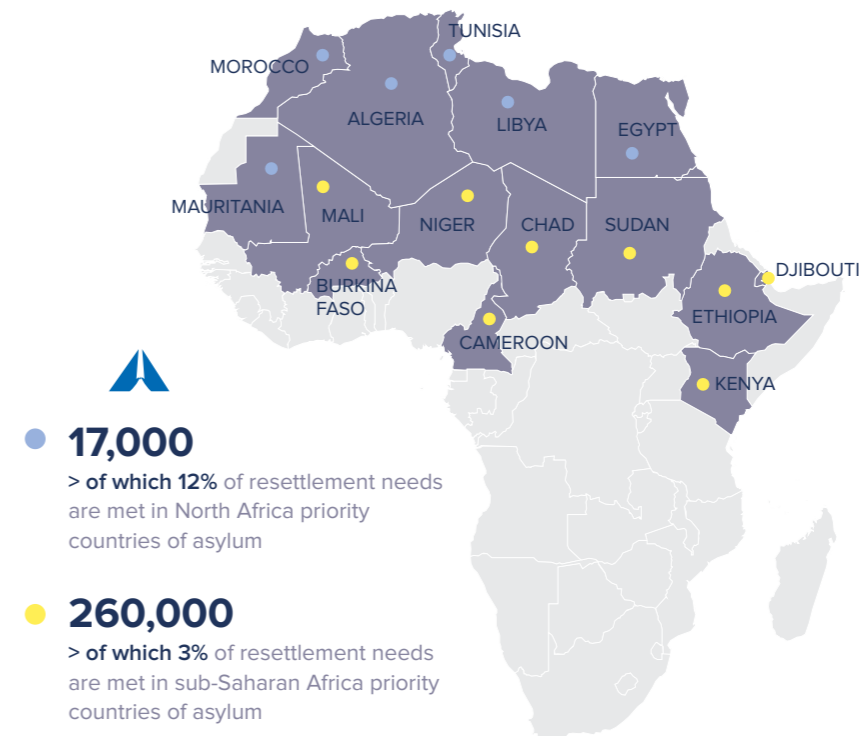 TUNISIA
MOROCCO
ALGERIA
LIBYA
EGYPT
MAURITANIA
MALI
NIGER
CHAD
SUDAN
DJIBOUTI
BURKINA
FASO
ETHIOPIA
CAMEROON
KENYA
17,000
> of which 12% of resettlement needs
are met in North Africa priority
countries of asylum
260,000
> of which 3% of resettlement needs
are met in sub-Saharan Africa priority
countries of asylum